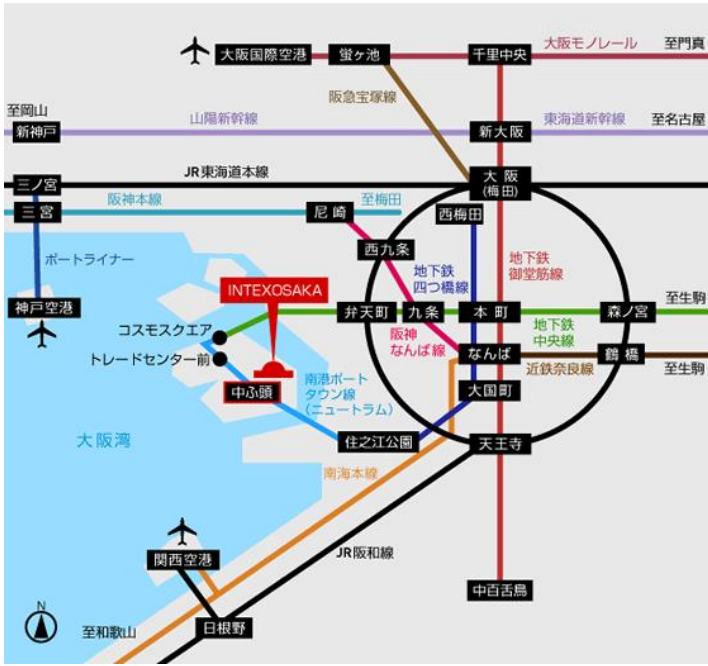 大阪国際空港
蛍ヶ池
千里中央
大阪モノレール
至門真
阪急宝塚線
至岡山
新神戸
山陽新幹線
新大阪
東海道新幹線
至名古屋
JR東海道本線
大阪
(梅田)
三ノ宮
三宮
阪神本線
尼崎
至梅田
西梅田
西九条
ポートライナー
地下鉄
四つ橋線
地下鉄
御堂筋線
INTEXOSAKA
神戸空港
弁天町
九条
本町
森ノ宮
至生駒
コスモスクエア
地下鉄
中央線
阪神
なんば線
トレードセンター前
なんば
鶴橋
近鉄奈良線
至生駒
南港ポート
タウン線
(ニュートラム)
中ふ頭
大国町
大阪湾
住之江公園
天王寺
南海本線
関西空港
JR阪和線
中百舌鳥
N
至和歌山
日根野